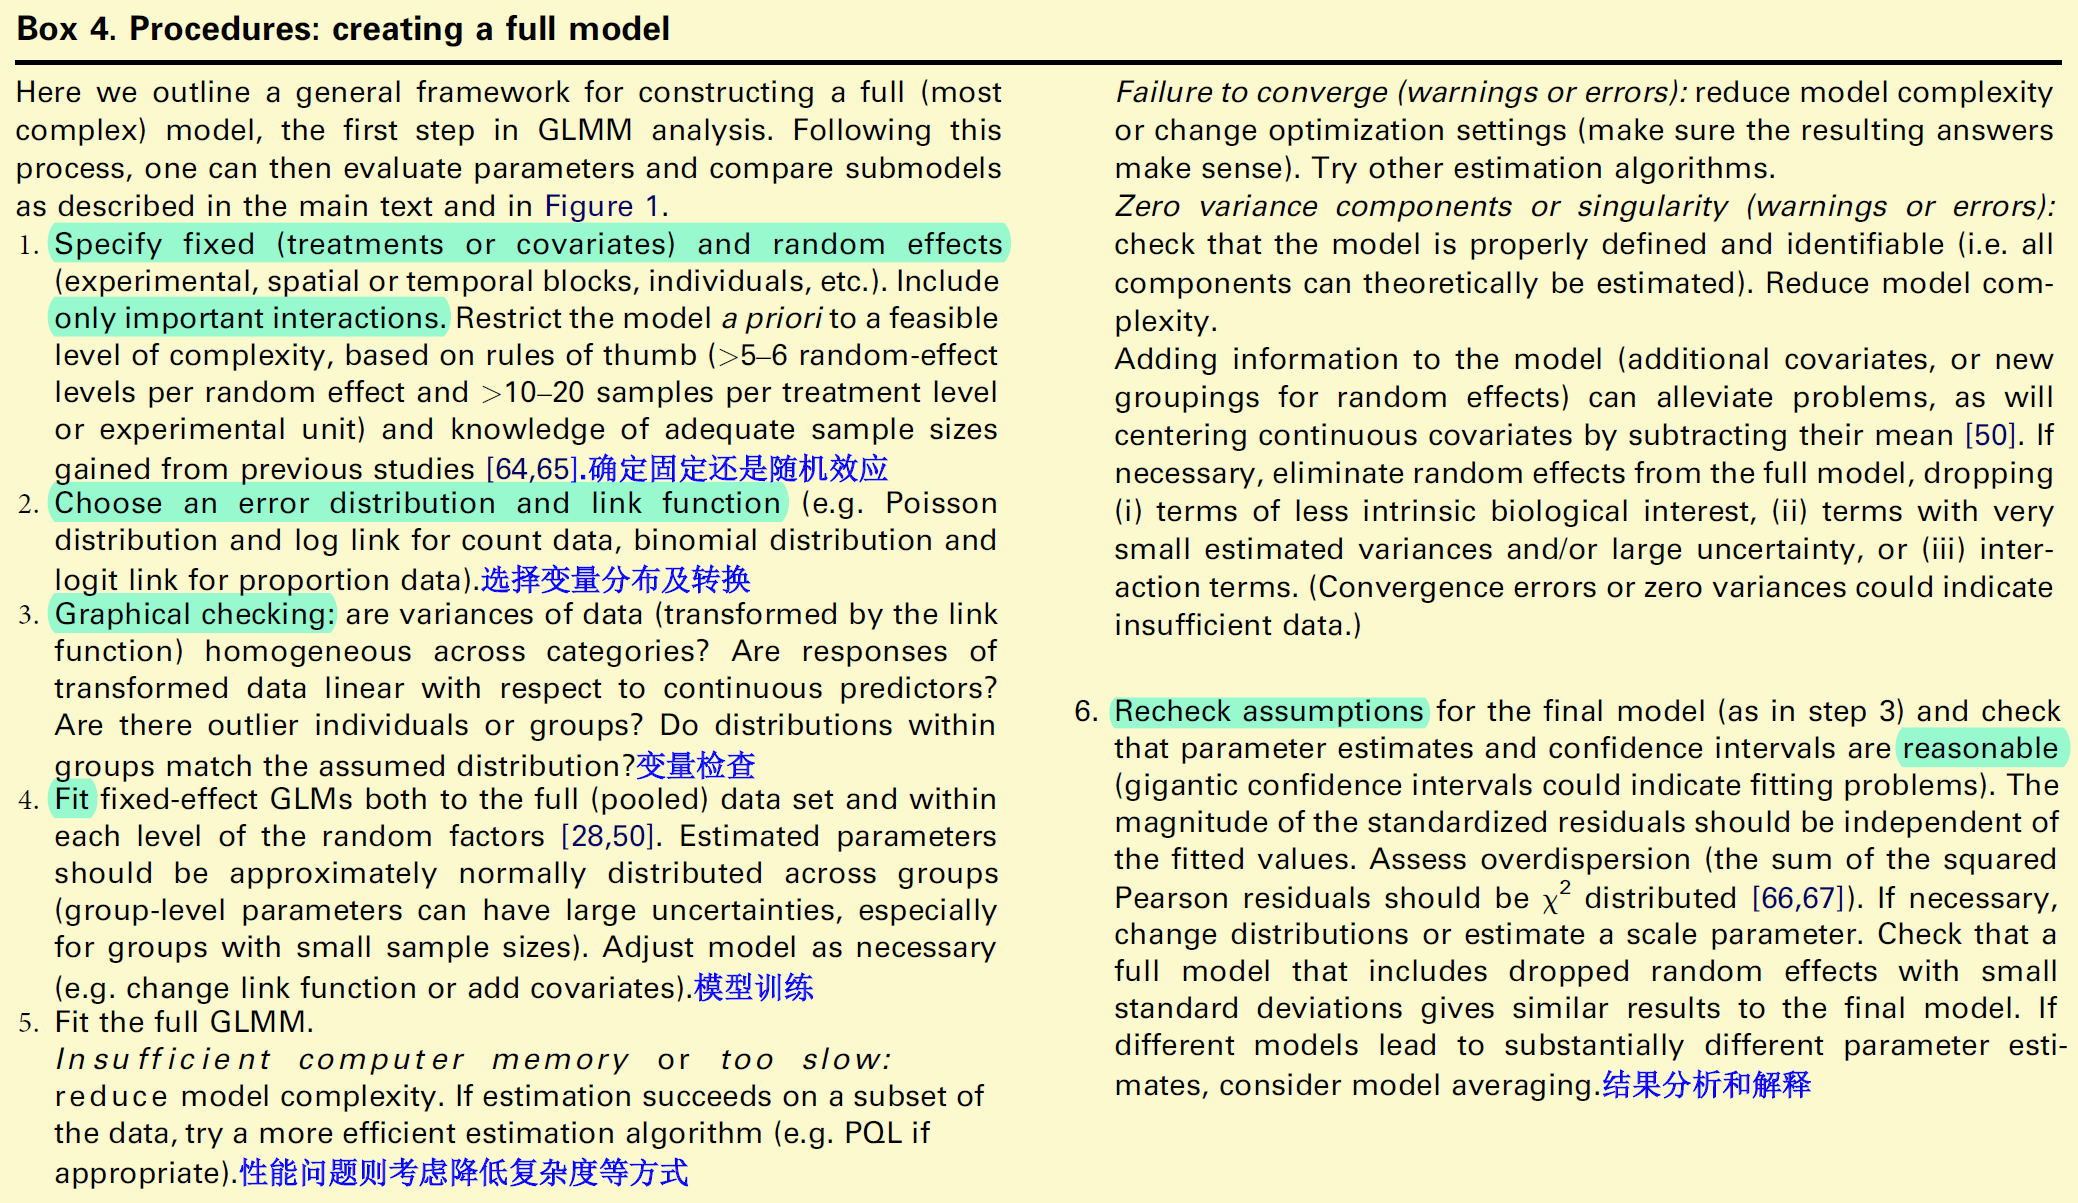 Box 4. Procedures: creating a full model
Here we outline a general framework for constructing a full (most
complex) model, the first step in GLMM analysis. Following this
process, one can then evaluate parameters and compare submodels
as described in the main text and in Figure 1.
1. Specify fixed (treatments or covariates) and random effects
(experimental, spatial or temporal blocks, individuals, etc.). Include
only important interactions. Restrict the model a priori to a feasible
level of complexity, based on rules of thumb (>5–6 random-effect
levels per random effect and >10–20 samples per treatment level
or experimental unit) and knowledge of adequate sample sizes
gained from previous studies [64,65].确定固定还是随机效应
2. Choose an error distribution and link function (e.g. Poisson
distribution and log link for count data, binomial distribution and
logit link for proportion data).选择变量分布及转换
3. Graphical checking: are variances of data (transformed by the link
function) homogeneous across categories? Are responses of
transformed data linear with respect to continuous predictors?
Are there outlier individuals or groups? Do distributions within
groups match the assumed distribution?变量检查
4. Fit fixed-effect GLMs both to the full (pooled) data set and within
each level of the random factors [28,50]. Estimated parameters
should be approximately normally distributed across groups
(group-level parameters can have large uncertainties, especially
for groups with small sample sizes). Adjust model as necessary
(e.g. change link function or add covariates).模型训练
5. Fit the full GLMM.
Insufficient computer memory or too slow:
reduce model complexity. If estimation succeeds on a subset of
the data, try a more efficient estimation algorithm (e.g. PQL if
appropriate).性能问题则考虑降低复杂度等方式
Failure to converge (warnings or errors): reduce model complexity
or change optimization settings (make sure the resulting answers
make sense). Try other estimation algorithms.
Zero variance components or singularity (warnings or errors):
check that the model is properly defined and identifiable (i.e. all
components can theoretically be estimated). Reduce model com-
plexity.
Adding information to the model (additional covariates, or new
groupings for random effects) can alleviate problems, as will
centering continuous covariates by subtracting their mean [50]. If
necessary, eliminate random effects from the full model, dropping
(i) terms of less intrinsic biological interest, (ii) terms with very
small estimated variances and/or large uncertainty, or (iii) inter-
action terms. (Convergence errors or zero variances could indicate
insufficient data.)
6. Recheck assumptions for the final model (as in step 3) and check
that parameter estimates and confidence intervals are reasonable
(gigantic confidence intervals could indicate fitting problems). The
magnitude of the standardized residuals should be independent of
the fitted values. Assess overdispersion (the sum of the squared
Pearson residuals should be χ² distributed [66,67]). If necessary,
change distributions or estimate a scale parameter. Check that a
full model that includes dropped random effects with small
standard deviations gives similar results to the final model. If
different models lead to substantially different parameter esti-
mates, consider model averaging.结果分析和解释